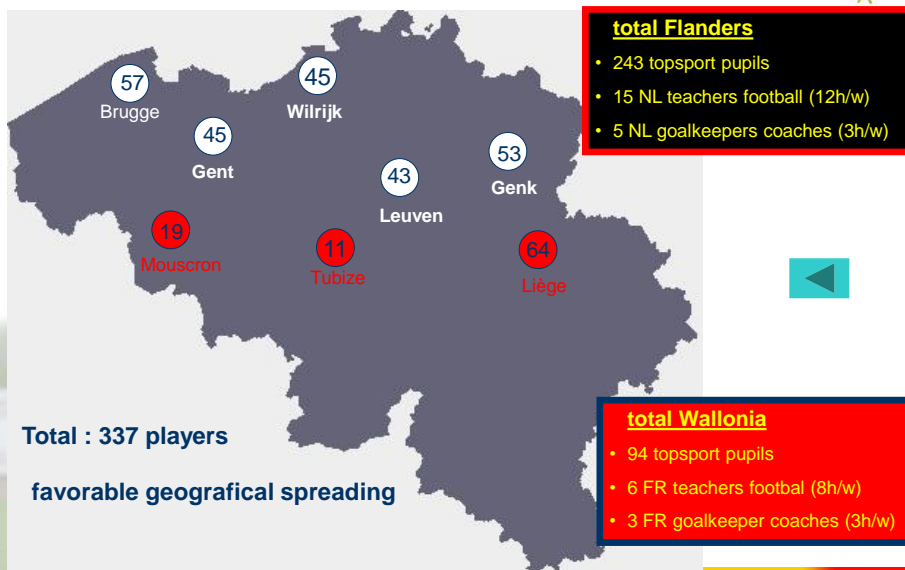 total Flanders
• 243 topsport pupils
• 15 NL teachers football (12h/w)
• 5 NL goalkeepers coaches (3h/w)
57
Brugge
45
Wilrijk
45
Gent
53
Genk
43
Leuven
19
Mouscron
11
Tubize
64
Liège
Total : 337 players
favorable geografical spreading
total Wallonia
• 94 topsport pupils
• 6 FR teachers footbal (8h/w)
• 3 FR goalkeeper coaches (3h/w)